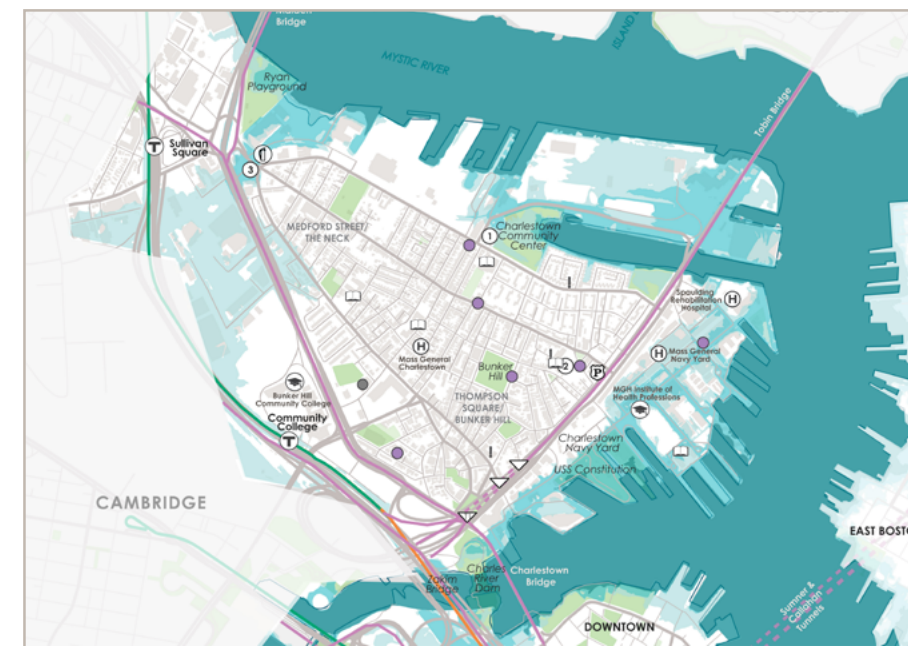 Bridge
MYSTIC RIVER
Ryan
Playground
Tobin Bridge
T
Sullivan
Square
3
MEDFORD STREET/
THE NECK
1
Charlestown
Community
Center
Spaulding
Rehabilitation
Hospital
H
H
Mass General
Charlestown
H
Mass General
Navy Yard
Bunker
Hill
2
P
Bunker Hill
Community College
MGH Institute of
Health Professions
THOMPSON
SQUARE/
BUNKER HILL
Community
College
T
Charlestown
Navy Yard
USS Constitution
CAMBRIDGE
EAST BOSTO
Zakim
Bridge
Charles
River
Dam
Charlestown
Bridge
Sumner &
Callahan
Tunnels
DOWNTOWN